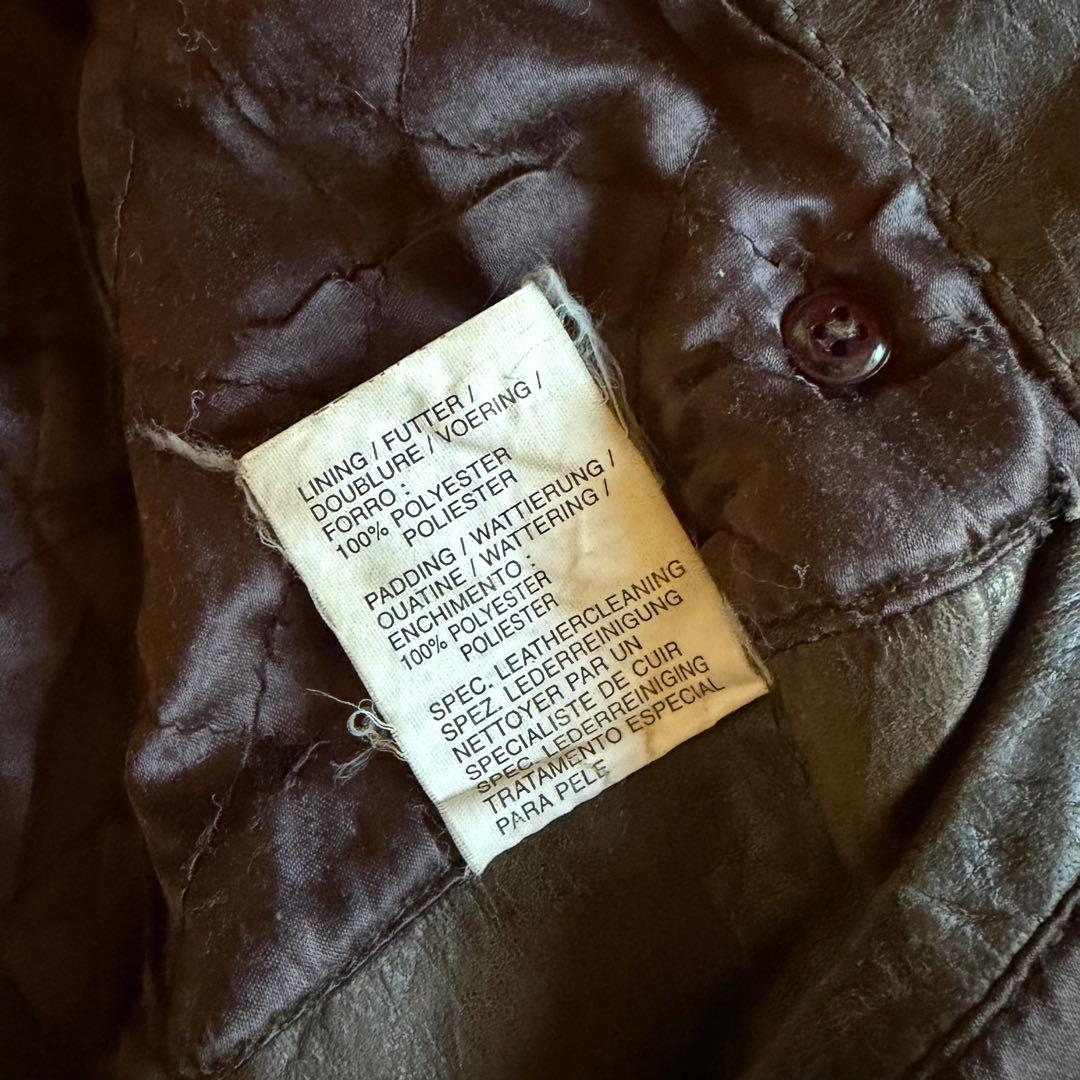 LINING / FUTTER /
DOUBLURE / VOERING /
FORRO :
100% POLYESTER
POLIESTER
PADDING / WATTIERUNG /
OUATINE / WATTERING /
ENCHIMENTO :
100% POLYESTER
POLIESTER
SPEC. LEATHERCLEANING
SPEZ. LEDERREINIGUNG
NETTOYER PAR UN
SPECIALISTE DE CUIR
SPEC. LEDERREINIGING
TRATAMENTO ESPECIAL
PARA PELE